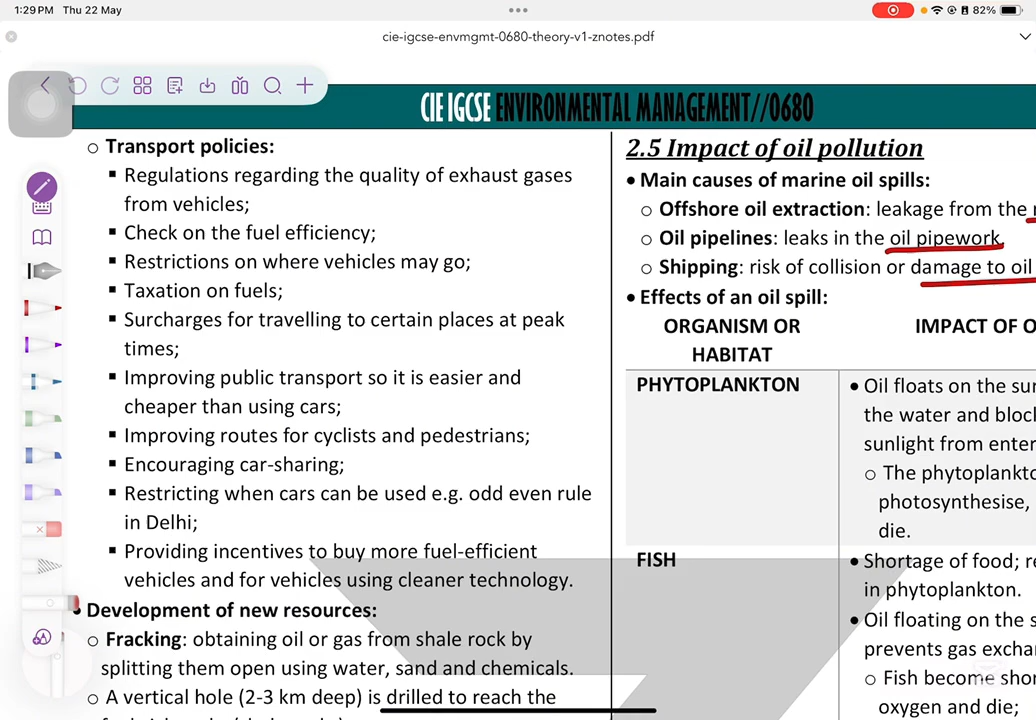 1:29 PM Thu 22 May
82%
cie-igcse-envmgmt-0680-theory-v1-znotes.pdf
CIE IGCSE ENVIRONMENTAL MANAGEMENT//0680
o Transport policies:
▪ Regulations regarding the quality of exhaust gases
from vehicles;
▪ Check on the fuel efficiency;
▪ Restrictions on where vehicles may go;
▪ Taxation on fuels;
▪ Surcharges for travelling to certain places at peak
times;
▪ Improving public transport so it is easier and
cheaper than using cars;
▪ Improving routes for cyclists and pedestrians;
▪ Encouraging car-sharing;
▪ Restricting when cars can be used e.g. odd even rule
in Delhi;
▪ Providing incentives to buy more fuel-efficient
vehicles and for vehicles using cleaner technology.
• Development of new resources:
o Fracking: obtaining oil or gas from shale rock by
splitting them open using water, sand and chemicals.
o A vertical hole (2-3 km deep) is drilled to reach the
2.5 Impact of oil pollution
• Main causes of marine oil spills:
o Offshore oil extraction: leakage from the
o Oil pipelines: leaks in the oil pipework.
o Shipping: risk of collision or damage to oil
• Effects of an oil spill:
ORGANISM OR
HABITAT
IMPACT OF O
PHYTOPLANKTON
• Oil floats on the sur
the water and bloc
sunlight from enter
o The phytoplankto
photosynthesise,
die.
FISH
• Shortage of food; re
in phytoplankton.
• Oil floating on the s
prevents gas excha
o Fish become shor
oxygen and die;